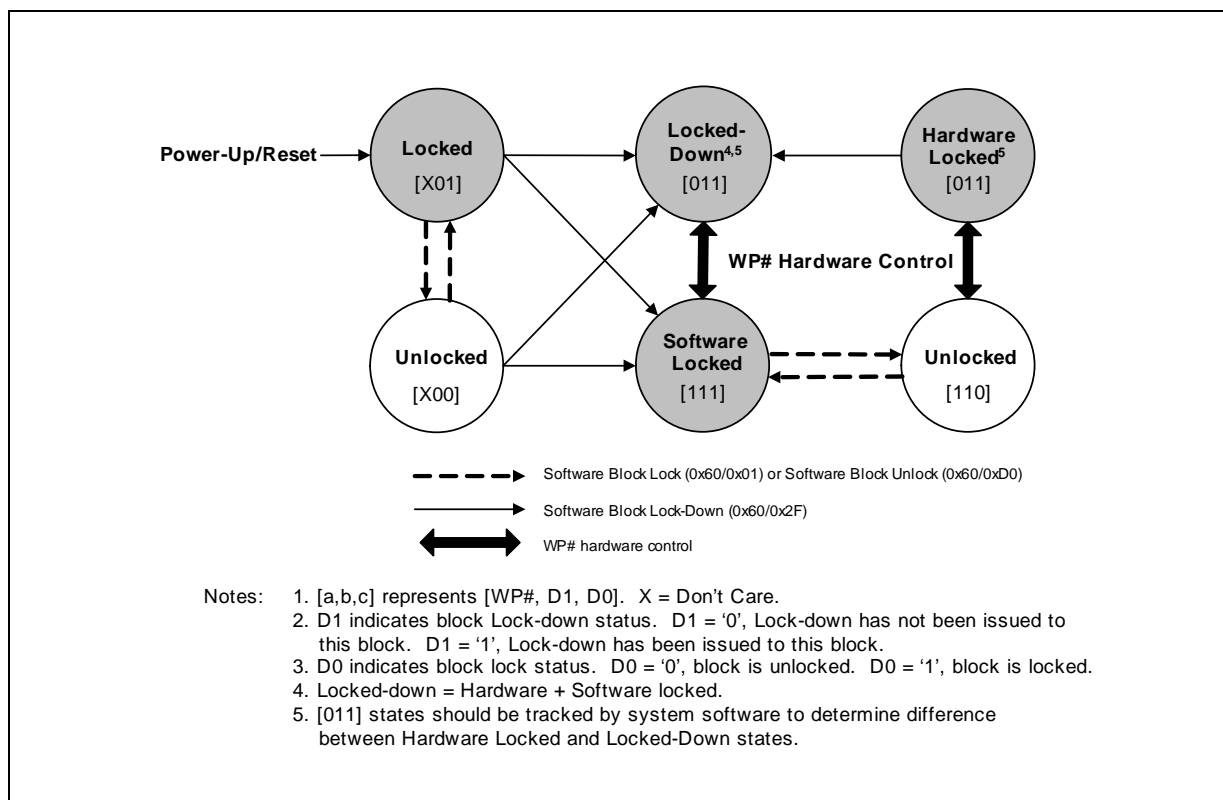 Power-Up/Reset
Locked
[X01]
Locked-
Down4,5
[011]
Hardware
Locked5
[011]
WP# Hardware Control
Unlocked
[X00]
Software
Locked
[111]
Unlocked
[110]
Software Block Lock (0x60/0x01) or Software Block Unlock (0x60/0xD0)
Software Block Lock-Down (0x60/0x2F)
WP# hardware control
Notes: 1. [a,b,c] represents [WP#, D1, D0]. X = Don't Care.
2. D1 indicates block Lock-down status. D1 = ‘0’, Lock-down has not been issued to
this block. D1 = ‘1’, Lock-down has been issued to this block.
3. D0 indicates block lock status. D0 = ‘0’, block is unlocked. D0 = ‘1’, block is locked.
4. Locked-down = Hardware + Software locked.
5. [011] states should be tracked by system software to determine difference
between Hardware Locked and Locked-Down states.